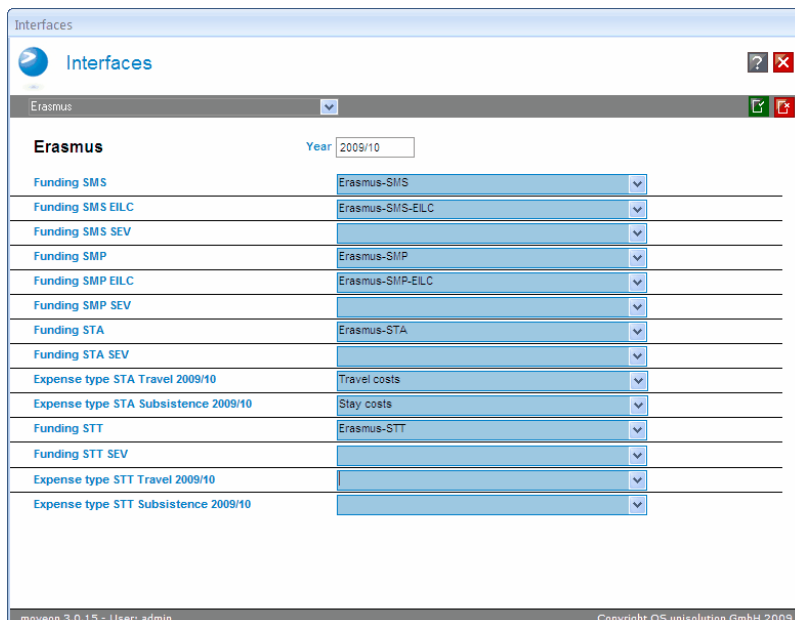 Interfaces
Interfaces
Erasmus
Erasmus Year 2009/10
Funding SMS Erasmus-SMS
Funding SMS EILC Erasmus-SMS-EILC
Funding SMS SEV
Funding SMP Erasmus-SMP
Funding SMP EILC Erasmus-SMP-EILC
Funding SMP SEV
Funding STA Erasmus-STA
Funding STA SEV
Expense type STA Travel 2009/10 Travel costs
Expense type STA Subsistence 2009/10 Stay costs
Funding STT Erasmus-STT
Funding STT SEV
Expense type STT Travel 2009/10
Expense type STT Subsistence 2009/10
moveon 3.0.15 - User: admin Copyright QS unisolution GmbH 2009